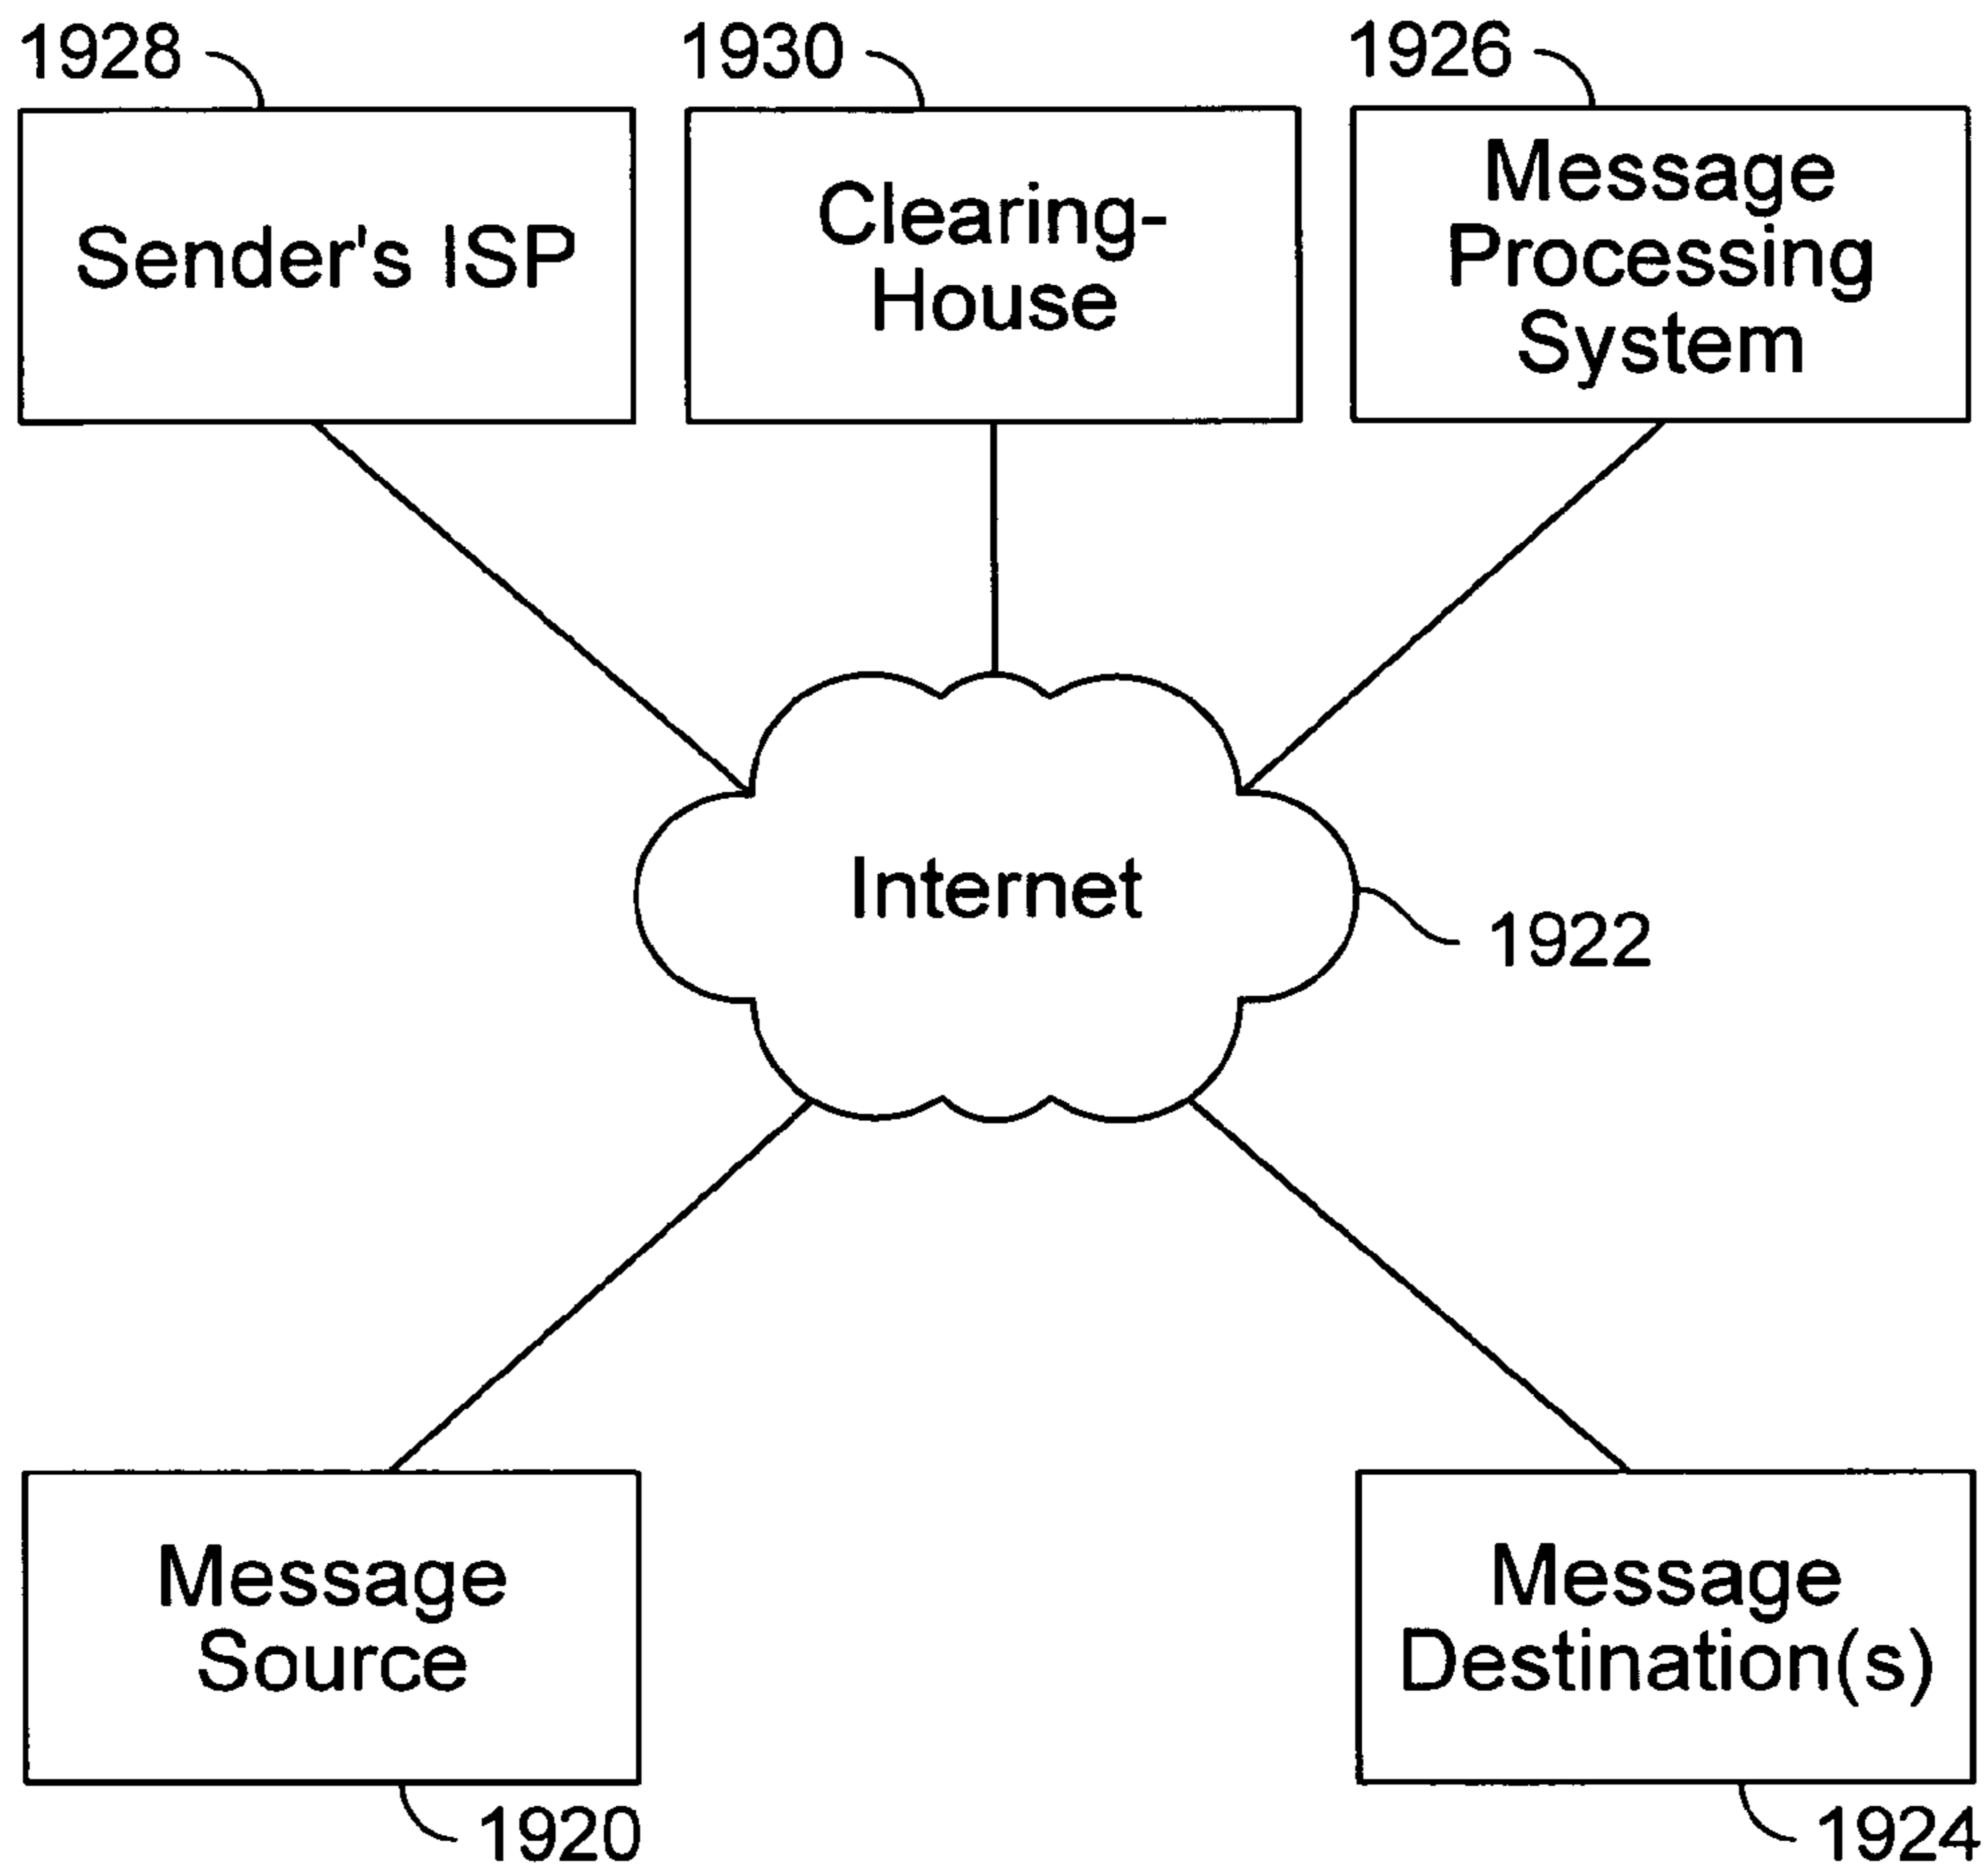 1928
1930
1926
Sender's ISP
Clearing-
House
Message
Processing
System
Internet
1922
Message
Source
Message
Destination(s)
1920
1924